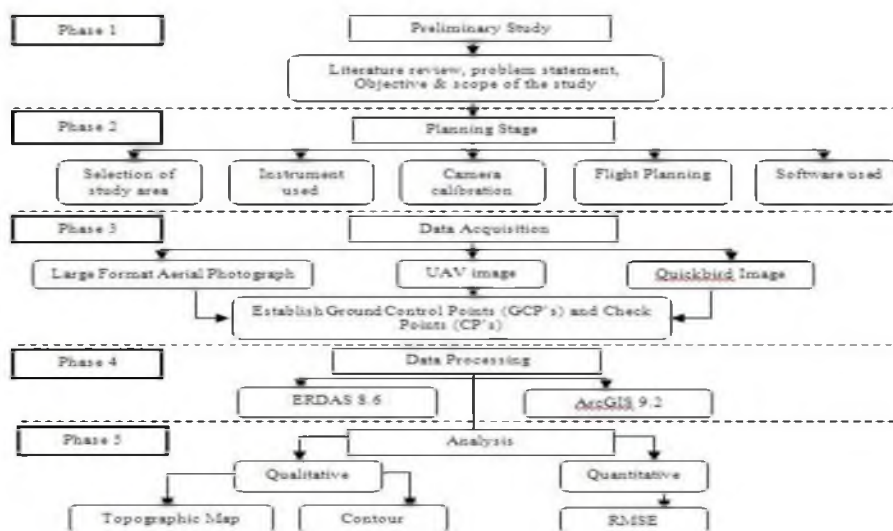 Phase 1
Preliminary Study
Literature review, problem statement,
Objective & scope of the study
Phase 2
Planning Stage
Selection of
study area
Instrument
used
Camera
calibration
Flight Planning
Software used
Phase 3
Data Acquisition
Large Format Aerial Photograph
UAV image
Quickbird Image
Establish Ground Control Points (GCP's) and Check
Points (CP's)
Phase 4
Data Processing
ERDAS 8.6
ArcGIS 9.2
Phase 5
Analysis
Qualitative
Quantitative
Topographic Map
Contour
RMSE